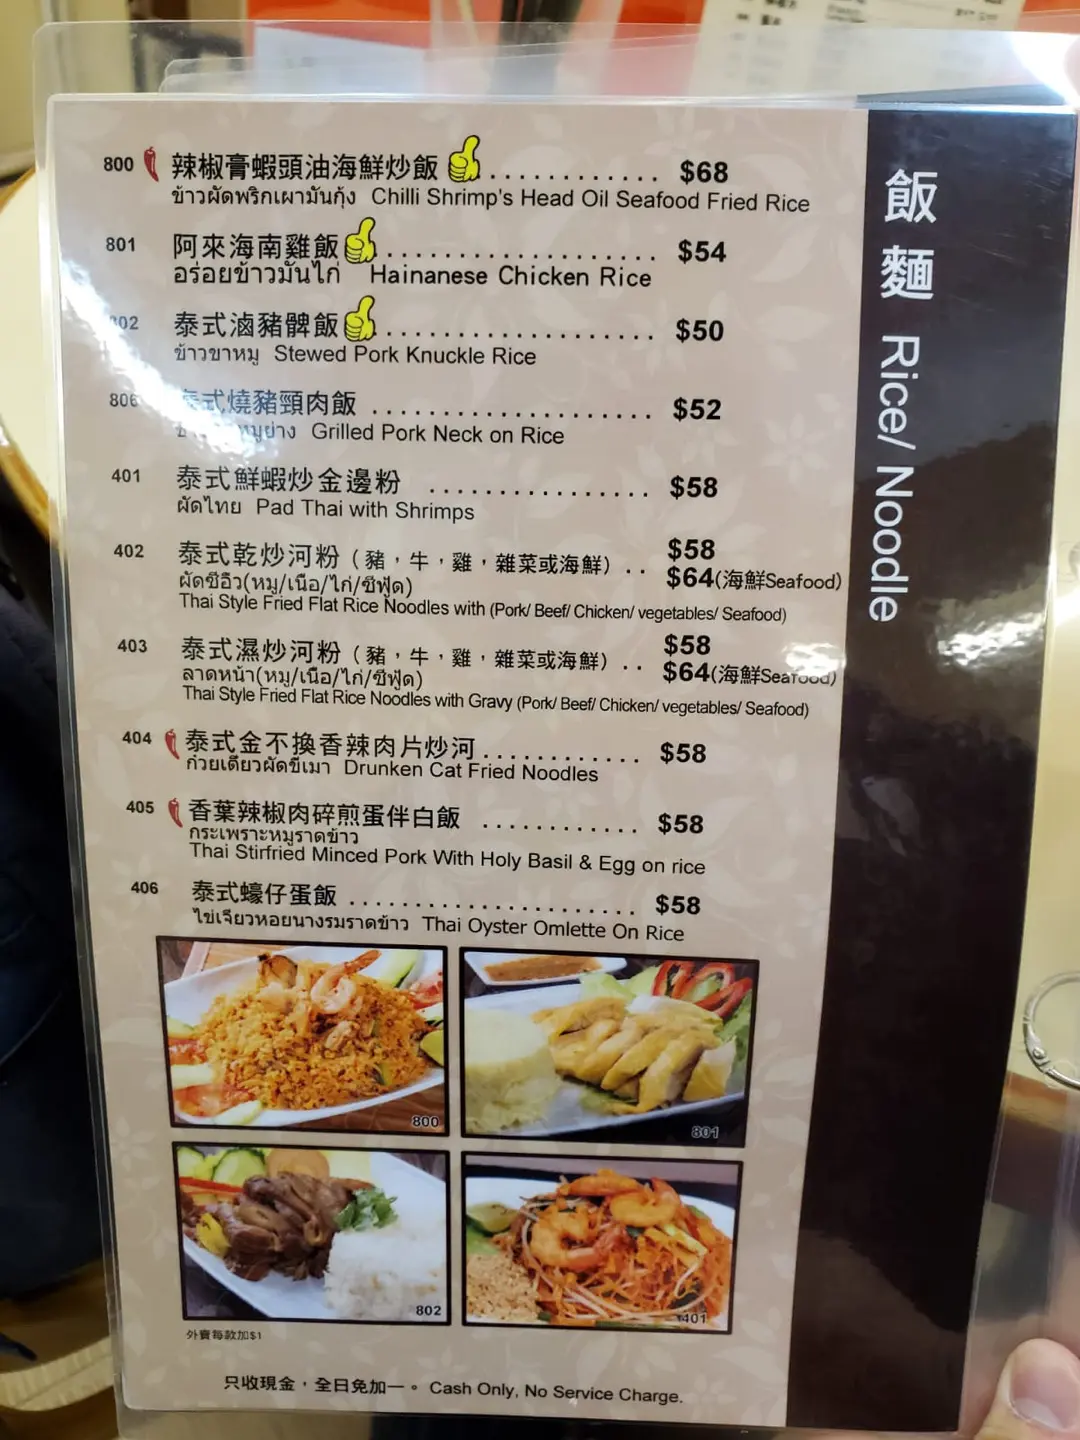 800 辣椒膏蝦頭油海鮮炒飯 ............ $68
ข้าวผัดพริกเผามันกุ้ง Chilli Shrimp's Head Oil Seafood Fried Rice
801 阿來海南雞飯 ................... $54
อร่อยข้าวมันไก่ Hainanese Chicken Rice
802 泰式滷豬髀飯 ................... $50
ข้าวขาหมู Stewed Pork Knuckle Rice
806 泰式燒豬頸肉飯 .................... $52
หมูย่าง Grilled Pork Neck on Rice
401 泰式鮮蝦炒金邊粉 ................ $58
ผัดไทย Pad Thai with Shrimps
402 泰式乾炒河粉（豬，牛，雞，雜菜或海鮮）.. $58
$64(海鮮Seafood)
ผัดซีอิ๊ว(หมู/เนื้อ/ไก่/ซีฟู้ด)
Thai Style Fried Flat Rice Noodles with (Pork/ Beef/ Chicken/ vegetables/ Seafood)
403 泰式濕炒河粉（豬，牛，雞，雜菜或海鮮）.. $58
$64(海鮮Seafood)
ลาดหน้า(หมู/เนื้อ/ไก่/ซีฟู้ด)
Thai Style Fried Flat Rice Noodles with Gravy (Pork/ Beef/ Chicken/ vegetables/ Seafood)
404 泰式金不換香辣肉片炒河 ............ $58
ก๋วยเตี๋ยวผัดขี้เมา Drunken Cat Fried Noodles
405 香葉辣椒肉碎煎蛋伴白飯 ............ $58
กระเพราะหมูราดข้าว
Thai Stirfried Minced Pork With Holy Basil & Egg on rice
406 泰式蠔仔蛋飯 ...................... $58
ไข่เจียวหอยนางรมราดข้าว Thai Oyster Omlette On Rice
800
801
802
401
外賣每款加$1
只收現金，全日免加一。 Cash Only, No Service Charge.
飯麵 Rice/ Noodle